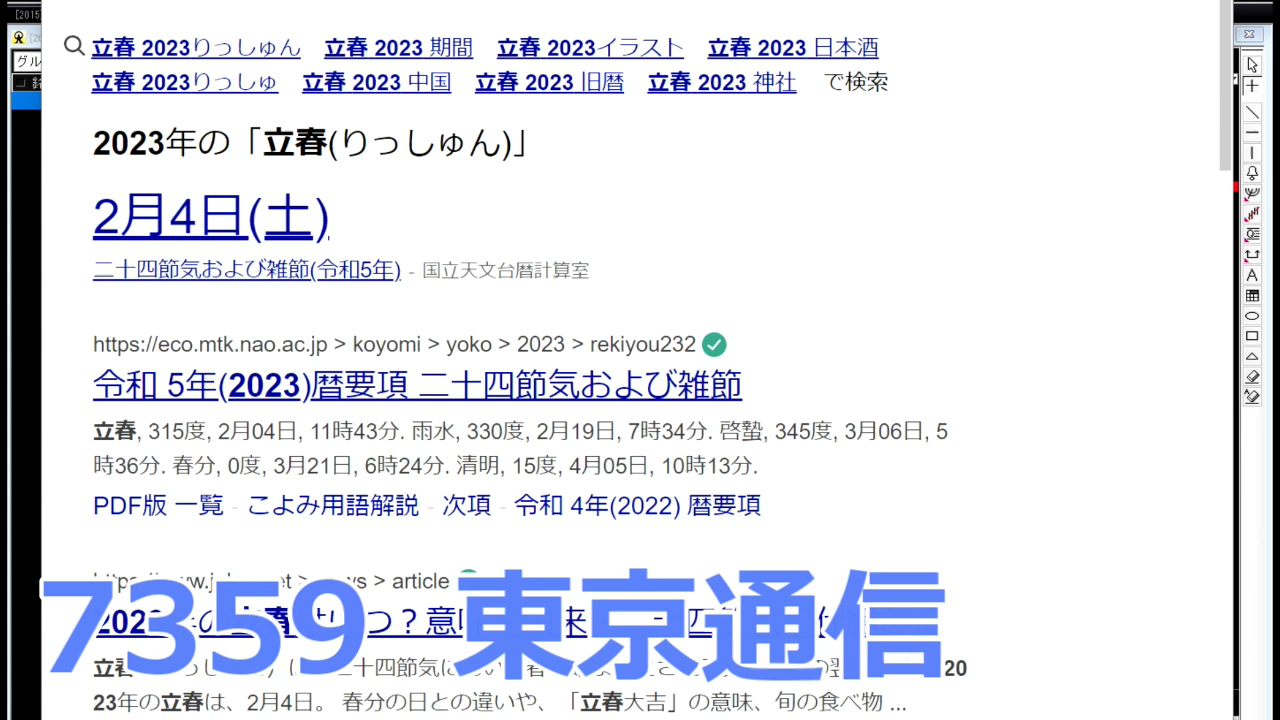 [2015]
グル
立春 2023りっしゅん 立春 2023 期間 立春 2023イラスト 立春 2023 日本酒
立春 2023りっしゅ 立春 2023 中国 立春 2023 旧暦 立春 2023 神社 で検索
2023年の「立春(りっしゅん)」
2月4日(土)
二十四節気および雑節(令和5年) - 国立天文台暦計算室
https://eco.mtk.nao.ac.jp > koyomi > yoko > 2023 > rekiyou232
令和 5年(2023)暦要項 二十四節気および雑節
立春, 315度, 2月04日, 11時43分. 雨水, 330度, 2月19日, 7時34分. 啓蟄, 345度, 3月06日, 5
時36分. 春分, 0度, 3月21日, 6時24分. 清明, 15度, 4月05日, 10時13分.
PDF版 一覧 - こよみ用語解説 - 次項 - 令和 4年(2022) 暦要項
> article
7359 東京通信
20
23年の立春は、2月4日。 春分の日との違いや、「立春大吉」の意味、旬の食べ物 ...